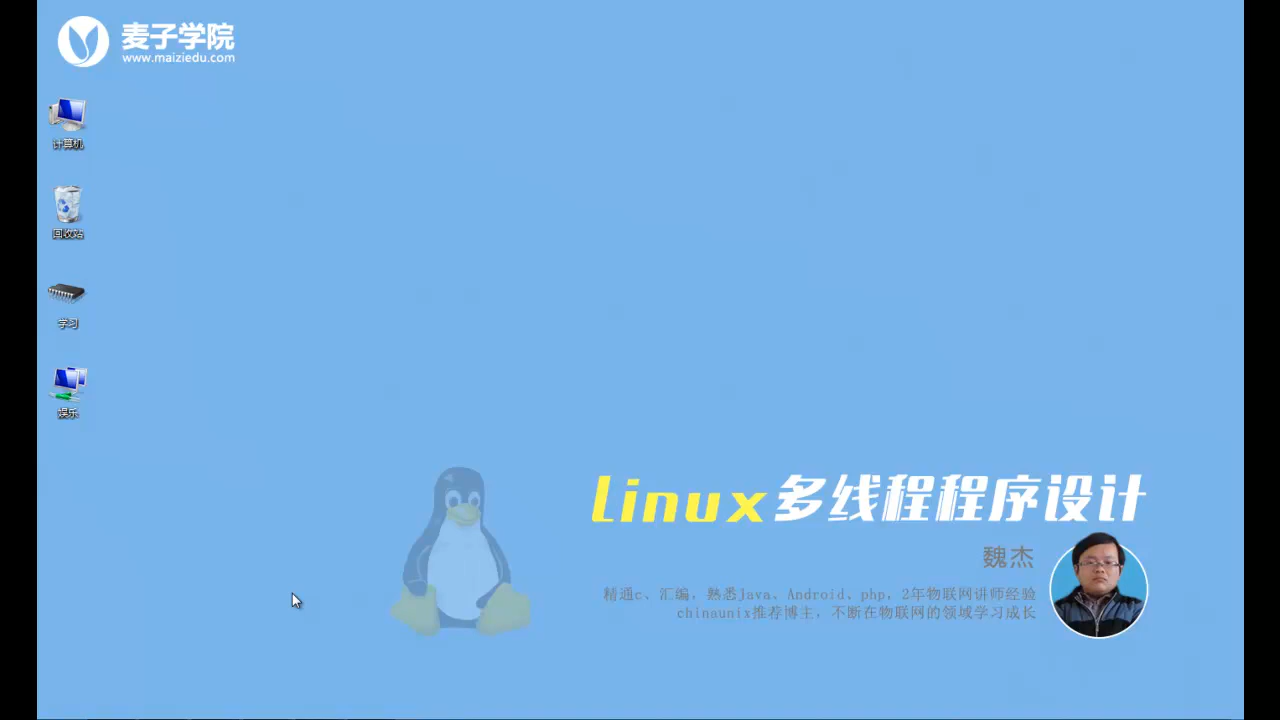 麦子学院
www.maiziedu.com
计算机
回收站
学习
娱乐
Linux多线程程序设计
魏杰
精通c、汇编，熟悉Java、Android、php，2年物联网讲师经验
chinaunix推荐博主，不断在物联网的领域学习成长